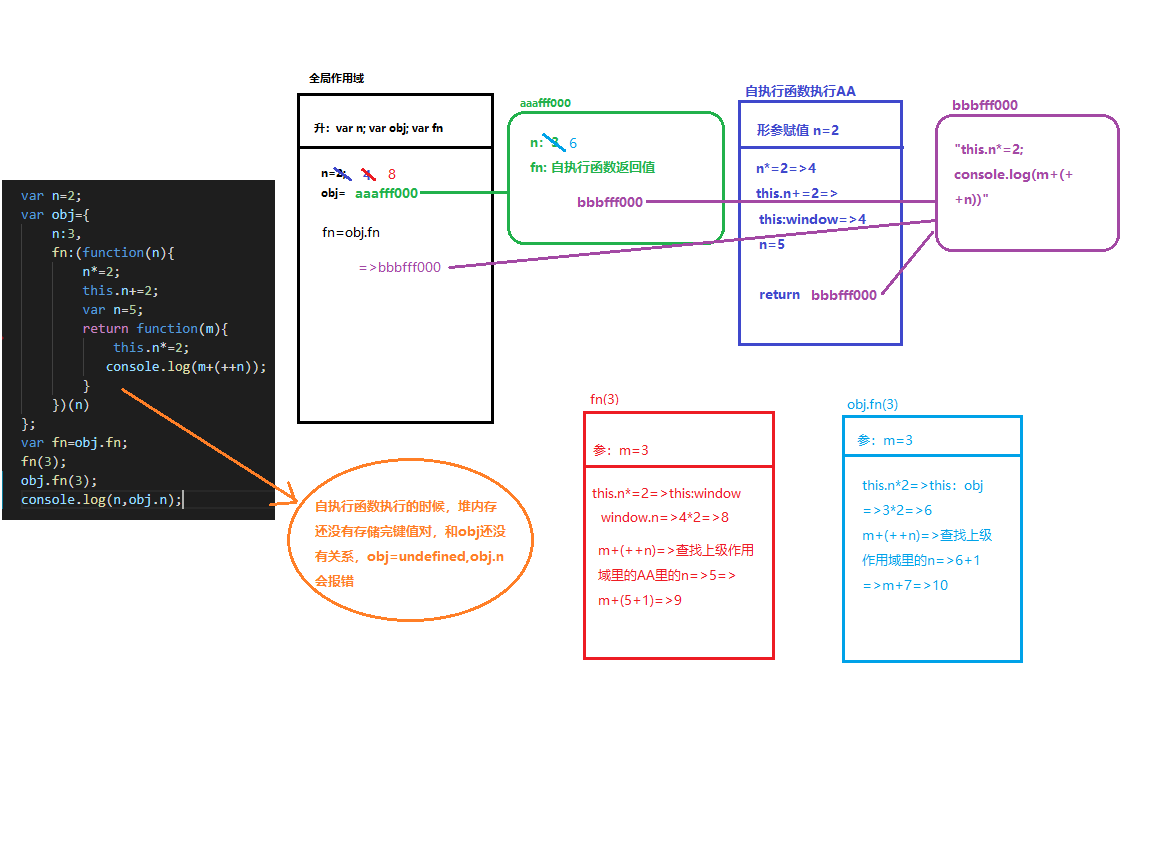 全局作用域
升：var n; var obj; var fn
n=2; 4 8
obj= aaafff000
fn=obj.fn
=>bbbfff000
aaafff000
n: 3 6
fn: 自执行函数返回值
bbbfff000
自执行函数执行AA
形参赋值 n=2
n*=2=>4
this.n+=2=>
this:window=>4
n=5
return bbbfff000
bbbfff000
"this.n*=2;
console.log(m+(+
+n))"
var n=2;
var obj={
n:3,
fn:(function(n){
n*=2;
this.n+=2;
var n=5;
return function(m){
this.n*=2;
console.log(m+(++n));
}
})(n)
};
var fn=obj.fn;
fn(3);
obj.fn(3);
console.log(n,obj.n);
自执行函数执行的时候，堆内存
还没有存储完键值对，和obj还没
有关系，obj=undefined,obj.n
会报错
fn(3)
参：m=3
this.n*=2=>this:window
window.n=>4*2=>8
m+(++n)=>查找上级作用
域里的AA里的n=>5=>
m+(5+1)=>9
obj.fn(3)
参：m=3
this.n*2=>this：obj
=>3*2=>6
m+(++n)=>查找上级
作用域里的n=>6+1
=>m+7=>10